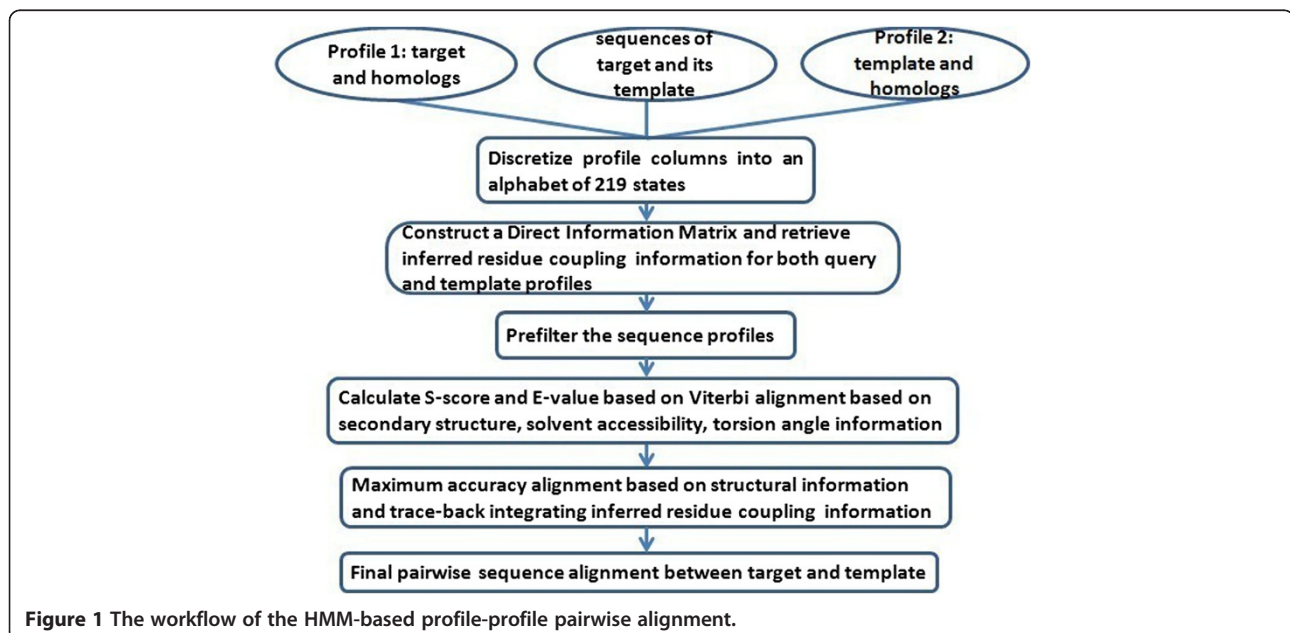 Profile 1: target
and homologs
sequences of
target and its
template
Profile 2:
template and
homologs
Discretize profile columns into an
alphabet of 219 states
Construct a Direct Information Matrix and retrieve
inferred residue coupling information for both query
and template profiles
Prefilter the sequence profiles
Calculate S-score and E-value based on Viterbi alignment based on
secondary structure, solvent accessibility, torsion angle information
Maximum accuracy alignment based on structural information
and trace-back integrating inferred residue coupling information
Final pairwise sequence alignment between target and template
Figure 1 The workflow of the HMM-based profile-profile pairwise alignment.